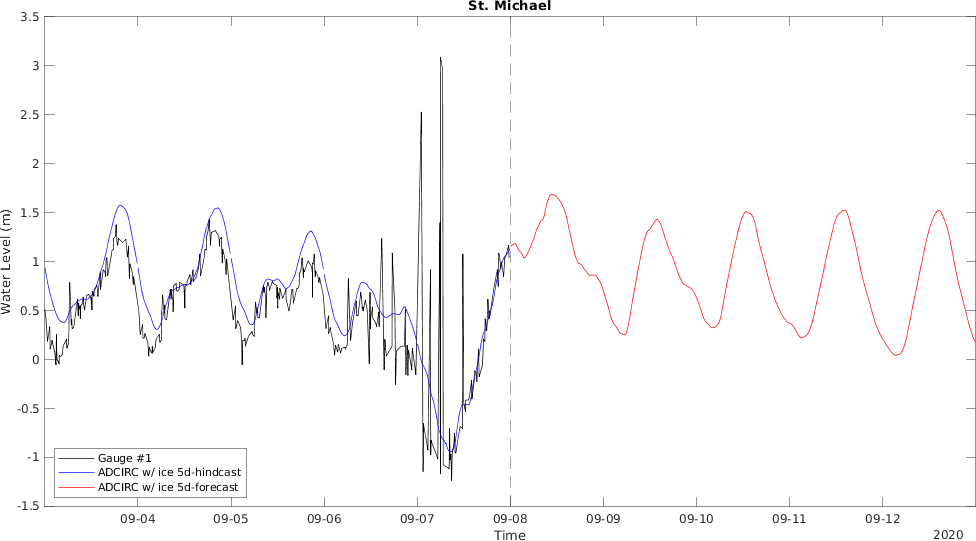 St. Michael
3.5
3
2.5
2
1.5
1
0.5
0
-0.5
-1
-1.5
Water Level (m)
Gauge #1
ADCIRC w/ ice 5d-hindcast
ADCIRC w/ ice 5d-forecast
09-04 09-05 09-06 09-07 09-08 09-09 09-10 09-11 09-12
Time
2020